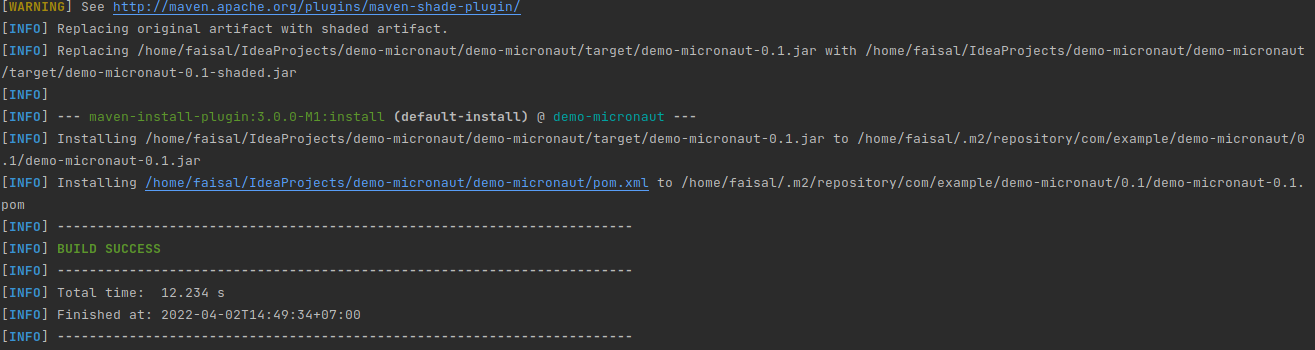 [WARNING] See http://maven.apache.org/plugins/maven-shade-plugin/
[INFO] Replacing original artifact with shaded artifact.
[INFO] Replacing /home/faisal/IdeaProjects/demo-micronaut/demo-micronaut/target/demo-micronaut-0.1.jar with /home/faisal/IdeaProjects/demo-micronaut/demo-micronaut
/target/demo-micronaut-0.1-shaded.jar
[INFO]
[INFO] --- maven-install-plugin:3.0.0-M1:install (default-install) @ demo-micronaut ---
[INFO] Installing /home/faisal/IdeaProjects/demo-micronaut/demo-micronaut/target/demo-micronaut-0.1.jar to /home/faisal/.m2/repository/com/example/demo-micronaut/0
.1/demo-micronaut-0.1.jar
[INFO] Installing /home/faisal/IdeaProjects/demo-micronaut/demo-micronaut/pom.xml to /home/faisal/.m2/repository/com/example/demo-micronaut/0.1/demo-micronaut-0.1.
pom
[INFO] ------------------------------------------------------------------------
[INFO] BUILD SUCCESS
[INFO] ------------------------------------------------------------------------
[INFO] Total time:  12.234 s
[INFO] Finished at: 2022-04-02T14:49:34+07:00
[INFO] ------------------------------------------------------------------------